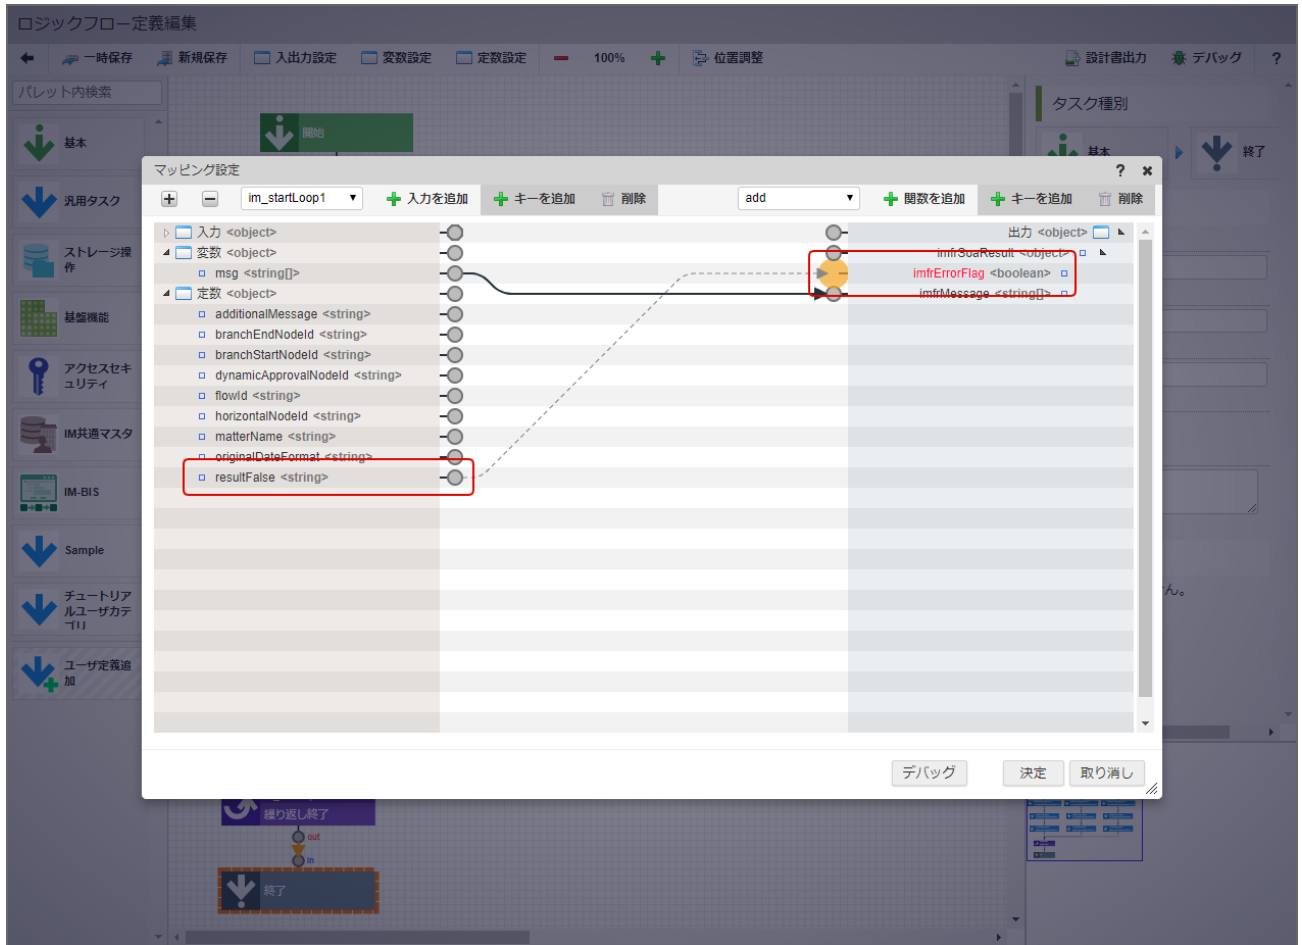 ロジックフロー定義編集
一時保存 新規保存 入出力設定 変数設定 定数設定 100% 位置調整 設計書出力 デバッグ ?
パレット内検索
基本
汎用タスク
ストレージ操
作
基盤機能
アクセスセキ
ュリティ
IM共通マスタ
IM-BIS
Sample
チュートリア
ルユーザカテ
ゴリ
ユーザ定義追
加
開始
タスク種別
基本 終了
マッピング設定 ?
im_startLoop1 入力を追加 キーを追加 削除 add 関数を追加 キーを追加 削除
入力 <object> 出力 <object>
変数 <object> imfrSoaResult <object>
msg <string[]> imfrErrorFlag <boolean>
定数 <object> imfrMessage <string[]>
additionalMessage <string>
branchEndNodeId <string>
branchStartNodeId <string>
dynamicApprovalNodeId <string>
flowId <string>
horizontalNodeId <string>
matterName <string>
originalDateFormat <string>
resultFalse <string>
ん。
デバッグ 決定 取り消し
繰り返し終了
out
in
終了